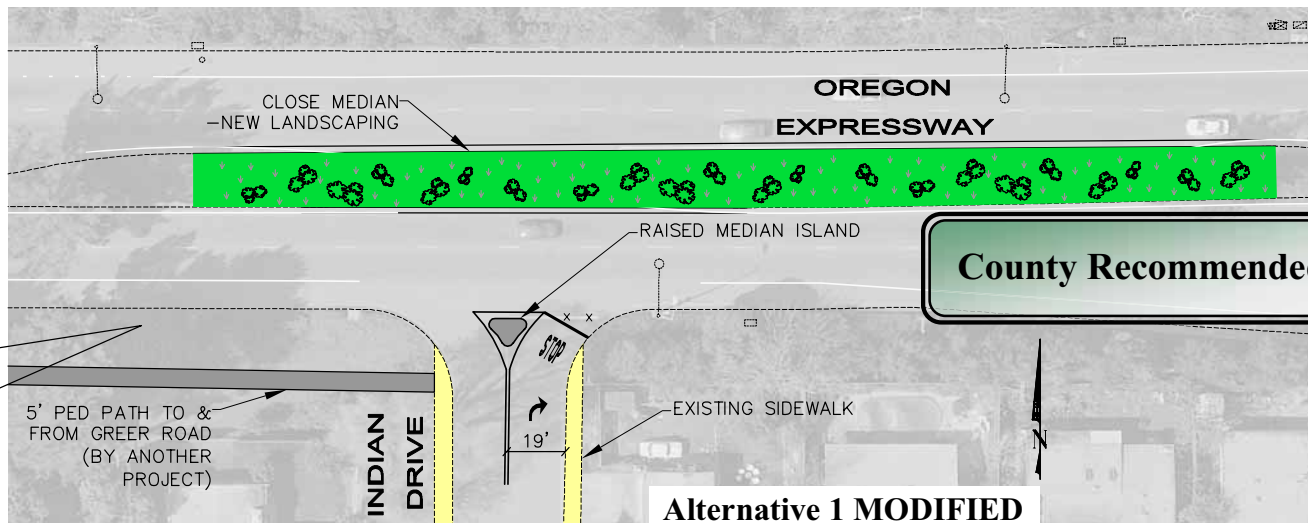 OREGON
EXPRESSWAY
CLOSE MEDIAN
-NEW LANDSCAPING
RAISED MEDIAN ISLAND
County Recommended
STOP
5' PED PATH TO &
FROM GREER ROAD
(BY ANOTHER
PROJECT)
INDIAN
DRIVE
19'
EXISTING SIDEWALK
N
x x
Alternative 1 MODIFIED